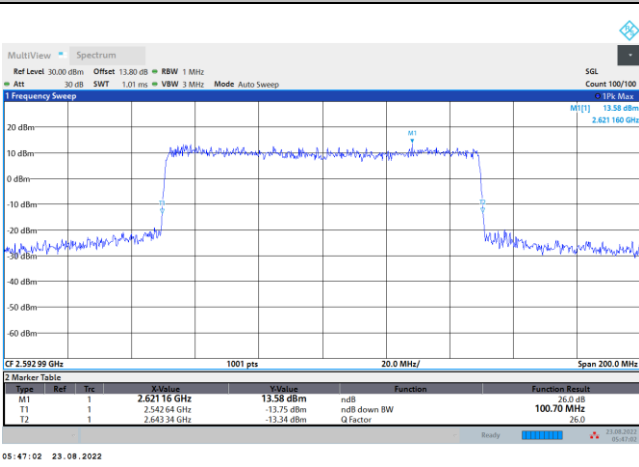 MultiView Spectrum
Ref Level 30.00 dBm Offset 13.80 dB RBW 1 MHz SGL
Att 30 dB SWT 1.01 ms VBW 3 MHz Mode Auto Sweep Count 100/100
1 Frequency Sweep 1Pk Max
M1[1] 13.58 dBm
2.621 160 GHz
20 dBm
M1
10 dBm
0 dBm
-10 dBm
T1 T2
-20 dBm
-30 dBm
-40 dBm
-50 dBm
-60 dBm
CF 2.592 99 GHz 1001 pts 20.0 MHz/ Span 200.0 MHz
2 Marker Table
Type Ref Trc X-Value Y-Value Function Function Result
M1 1 2.621 16 GHz 13.58 dBm ndB 26.0 dB
T1 1 2.542 64 GHz -13.75 dBm ndB down BW 100.70 MHz
T2 1 2.643 34 GHz -13.34 dBm Q Factor 26.0
Ready 23.08.2022
05:47:02
05:47:02 23.08.2022